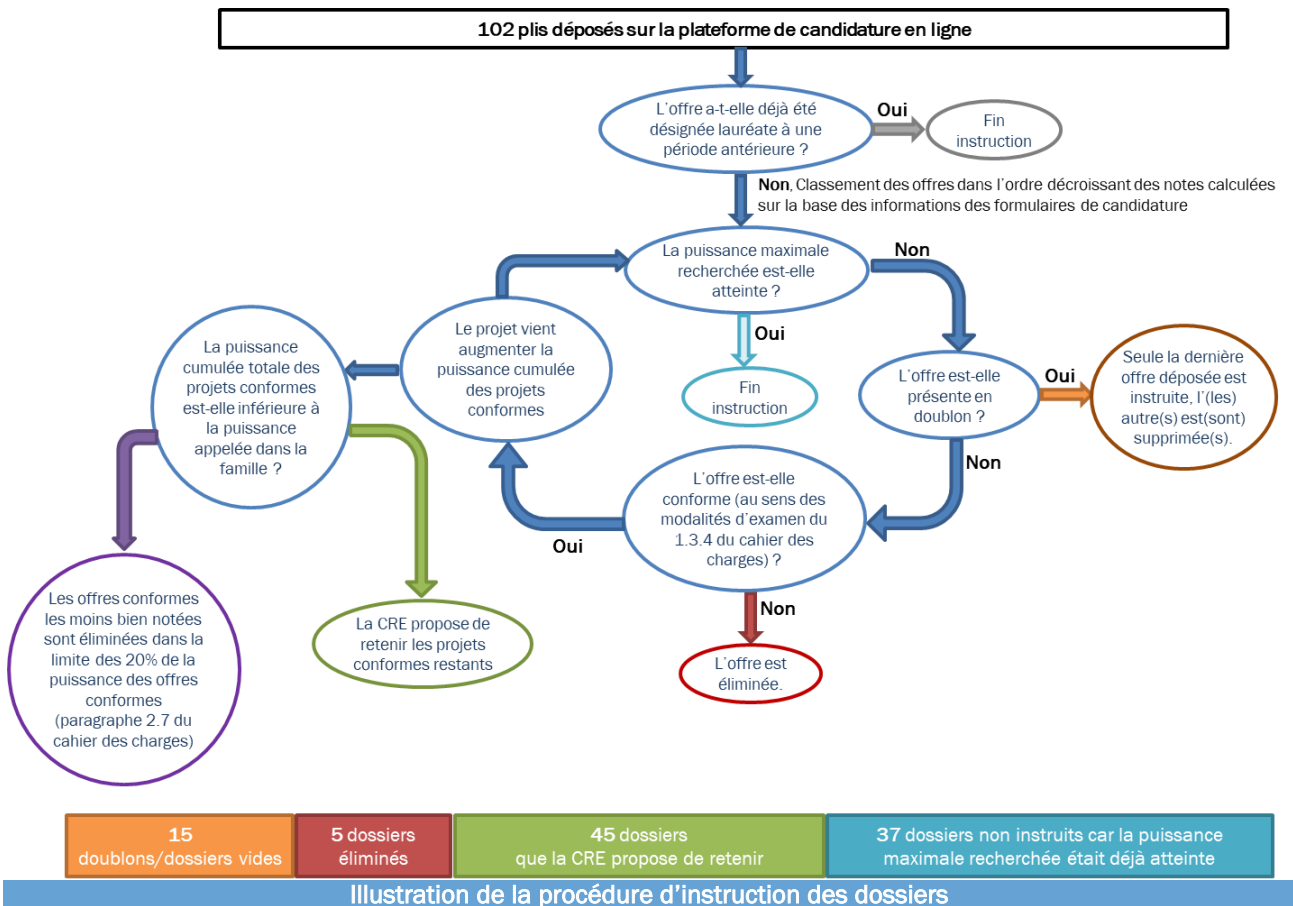 102 plis déposés sur la plateforme de candidature en ligne
L'offre a-t-elle déjà été
désignée lauréate à une
période antérieure ?
Oui
Fin
instruction
Non, Classement des offres dans l'ordre décroissant des notes calculées
sur la base des informations des formulaires de candidature
La puissance maximale
recherchée est-elle
atteinte ?
Non
Oui
Fin
instruction
L'offre est-elle
présente en
doublon ?
Oui
Seule la dernière
offre déposée est
instruite, l'(les)
autre(s) est(sont)
supprimée(s).
Non
L'offre est-elle
conforme (au sens des
modalités d'examen du
1.3.4 du cahier des
charges) ?
Oui
Non
L'offre est
éliminée.
Le projet vient
augmenter la
puissance cumulée
des projets
conformes
La puissance
cumulée totale des
projets conformes
est-elle inférieure à
la puissance
appelée dans la
famille ?
Les offres conformes
les moins bien notées
sont éliminées dans la
limite des 20% de la
puissance des offres
conformes
(paragraphe 2.7 du
cahier des charges)
La CRE propose de
retenir les projets
conformes restants
15
doublons/dossiers vides
5 dossiers
éliminés
45 dossiers
que la CRE propose de retenir
37 dossiers non instruits car la puissance
maximale recherchée était déjà atteinte
Illustration de la procédure d'instruction des dossiers